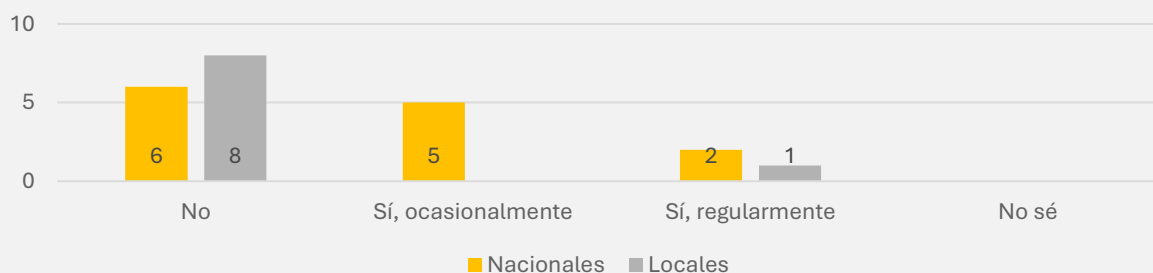 10
5
0
6 8 5 2 1
No Sí, ocasionalmente Sí, regularmente No sé
Nacionales Locales